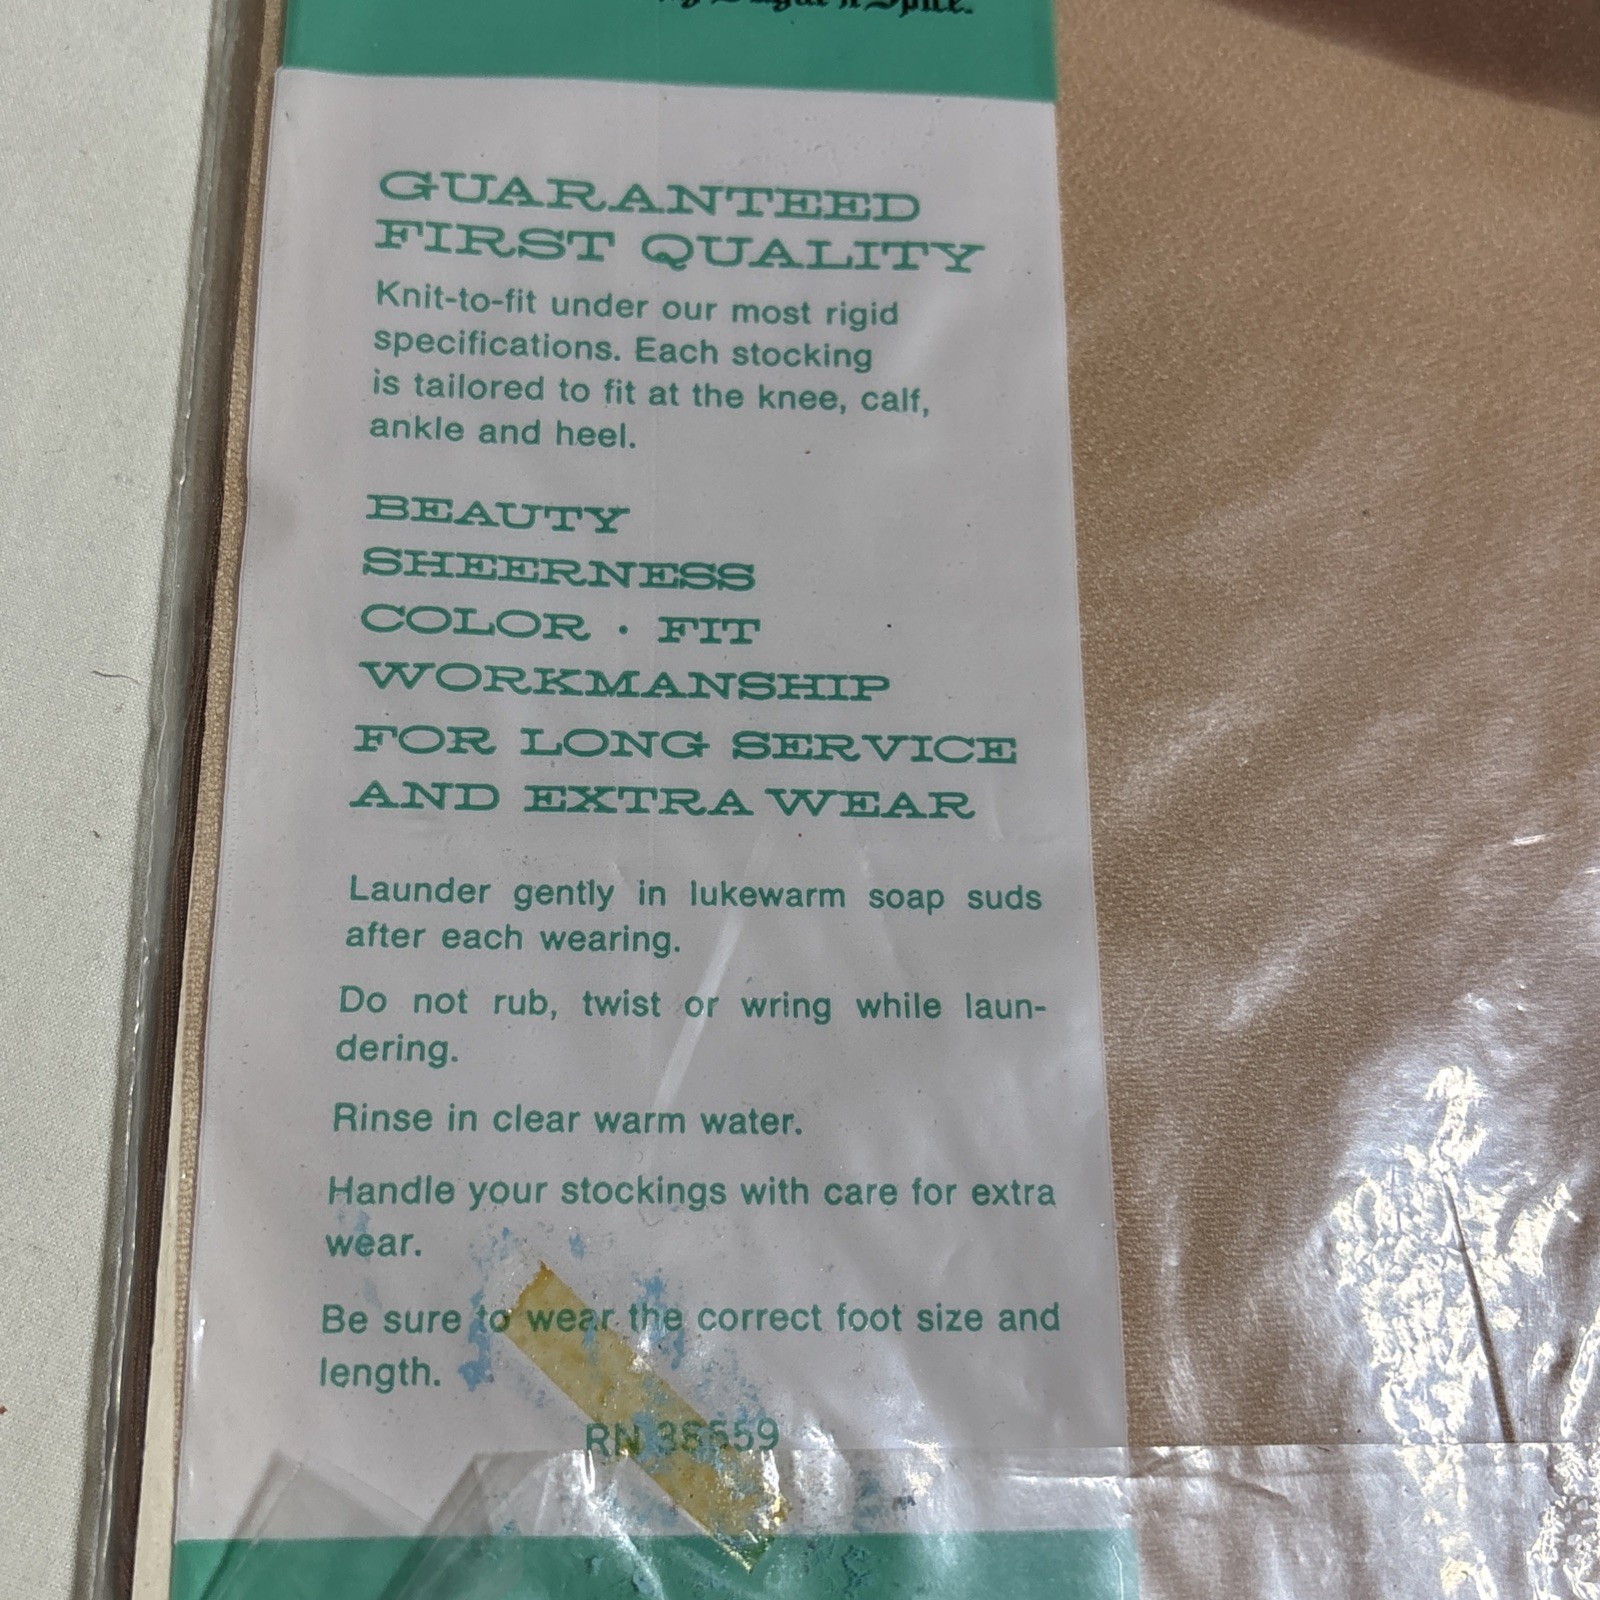 Sugar 'n Spice.
GUARANTEED
FIRST QUALITY
Knit-to-fit under our most rigid
specifications. Each stocking
is tailored to fit at the knee, calf,
ankle and heel.
BEAUTY
SHEERNESS
COLOR · FIT
WORKMANSHIP
FOR LONG SERVICE
AND EXTRA WEAR
Launder gently in lukewarm soap suds
after each wearing.
Do not rub, twist or wring while laun-
dering.
Rinse in clear warm water.
Handle your stockings with care for extra
wear.
Be sure to wear the correct foot size and
length.
RN